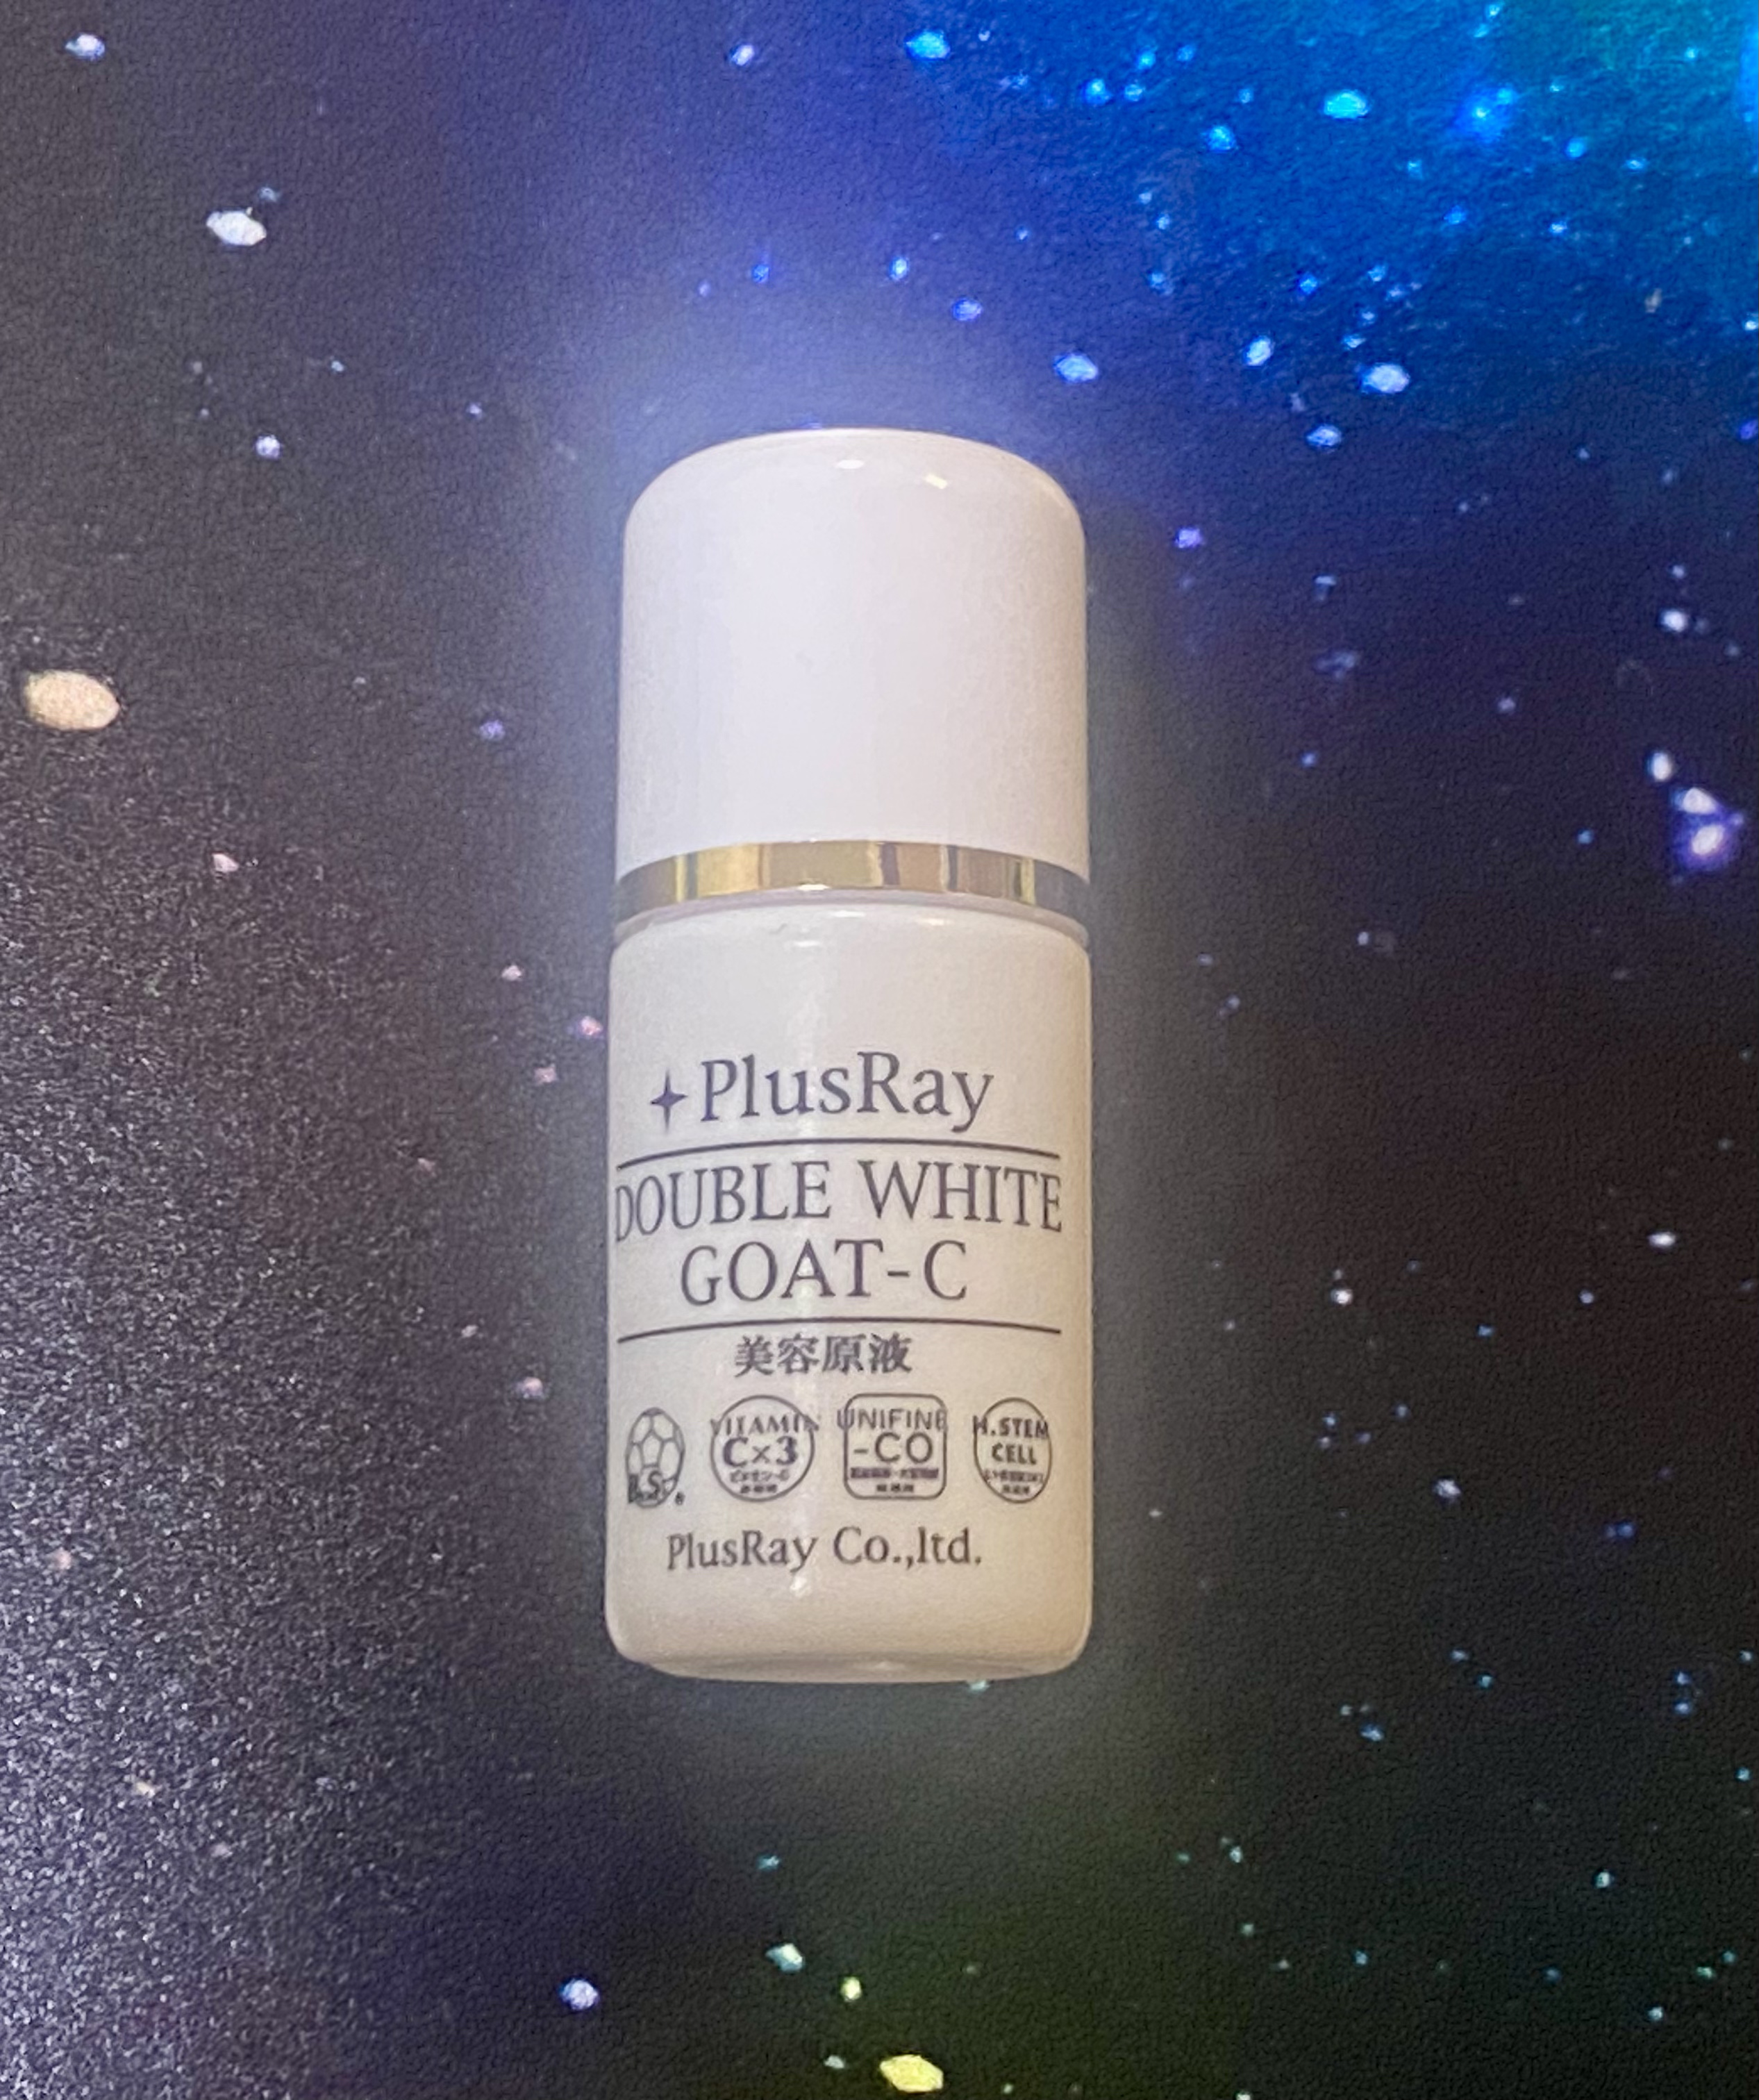 PlusRay
DOUBLE WHITE
GOAT-C
美容原液
VITAMIN
C×3
UNIFINE
-CO
H.STEM
CELL
PlusRay Co.,ltd.